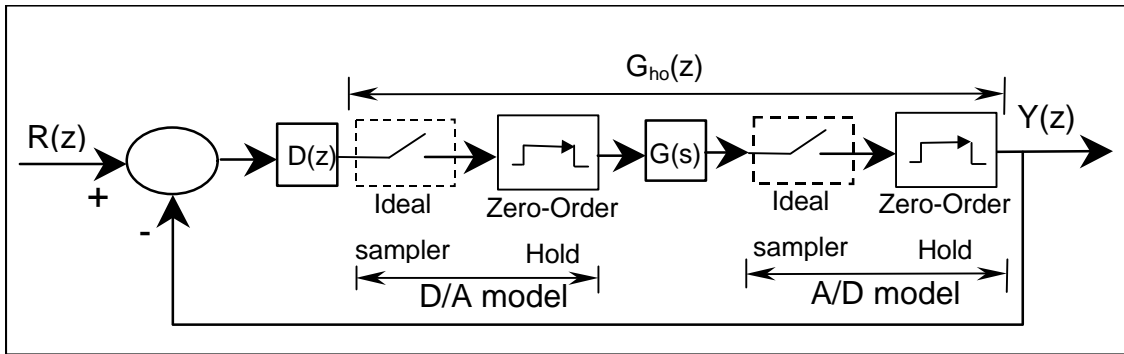 Gho(z)
R(z)
Y(z)
D(z)
G(s)
+
-
Ideal
Zero-Order
Ideal
Zero-Order
sampler
Hold
sampler
Hold
D/A model
A/D model